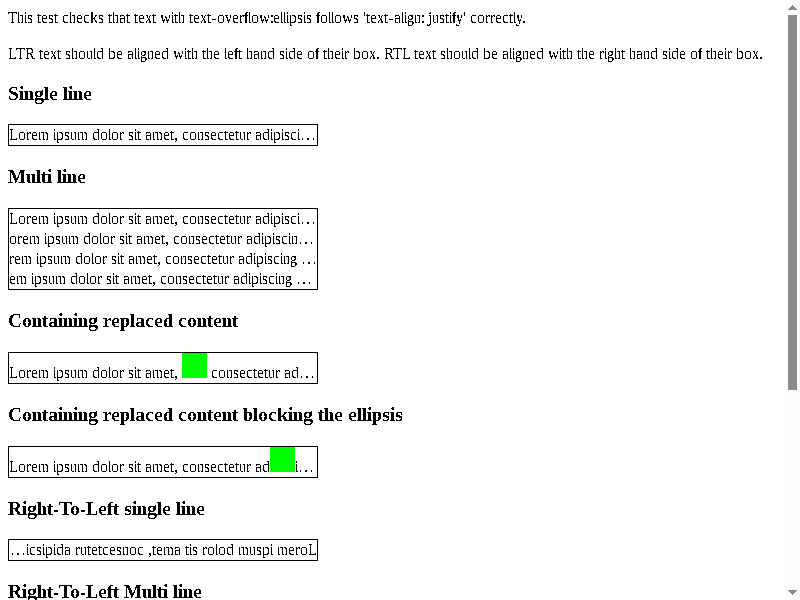 This test checks that text with text-overflow:ellipsis follows 'text-align: justify' correctly.
LTR text should be aligned with the left hand side of their box. RTL text should be aligned with the right hand side of their box.
Single line
Lorem ipsum dolor sit amet, consectetur adipisci…
Multi line
Lorem ipsum dolor sit amet, consectetur adipisci…
orem ipsum dolor sit amet, consectetur adipiscin…
rem ipsum dolor sit amet, consectetur adipiscing …
em ipsum dolor sit amet, consectetur adipiscing …
Containing replaced content
Lorem ipsum dolor sit amet, consectetur ad…
Containing replaced content blocking the ellipsis
Lorem ipsum dolor sit amet, consectetur adi…
Right-To-Left single line
…icsipida rutetcesnoc ,tema tis rolod muspi meroL
Right-To-Left Multi line